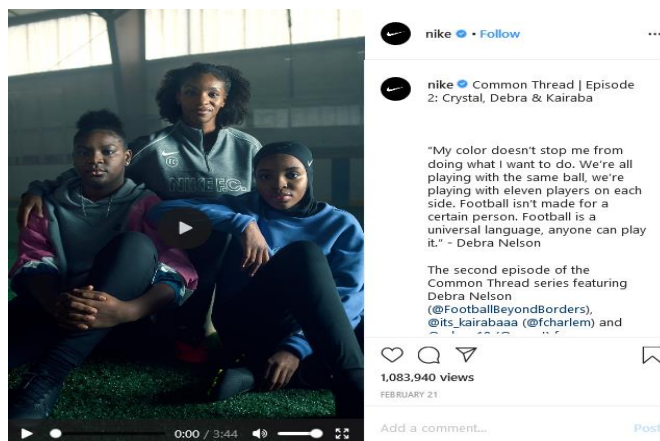 nike • Follow
nike Common Thread | Episode
2: Crystal, Debra & Kairaba
"My color doesn't stop me from
doing what I want to do. We're all
playing with the same ball, we're
playing with eleven players on each
side. Football isn't made for a
certain person. Football is a
universal language, anyone can play
it." - Debra Nelson
The second episode of the
Common Thread series featuring
Debra Nelson
(@FootballBeyondBorders),
@its_kairabaaa (@fcharlem) and
NIKE F.C.
0:00 / 3:44
1,083,940 views
FEBRUARY 21
Add a comment...
Post